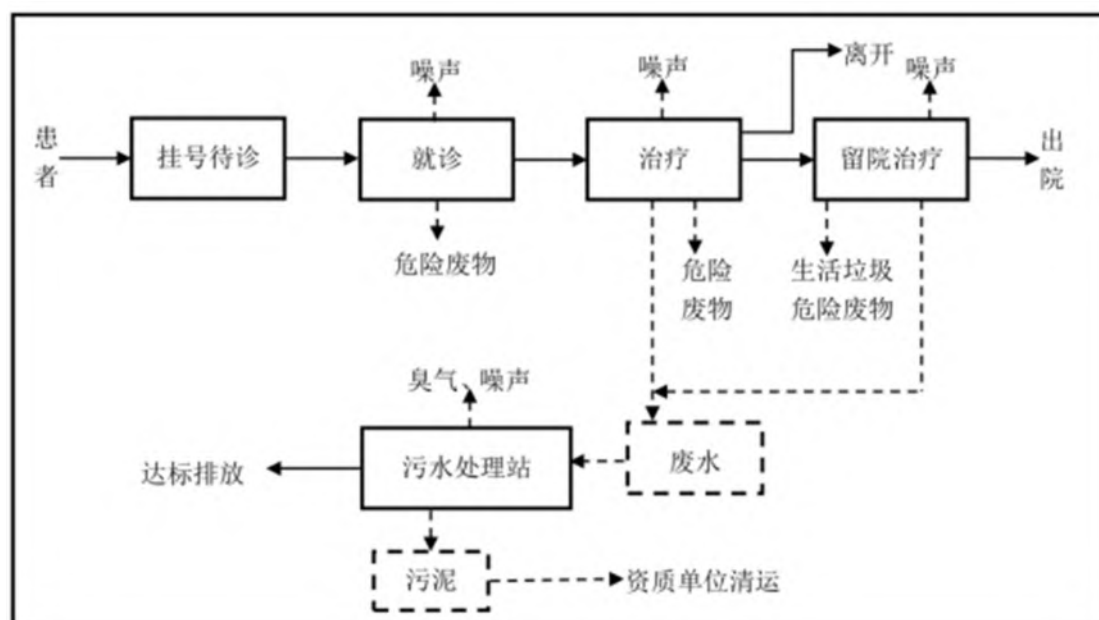 噪声
噪声
离开
噪声
患者
挂号待诊
就诊
治疗
留院治疗
出院
危险废物
危险
废物
生活垃圾
危险废物
臭气、噪声
达标排放
污水处理站
废水
污泥
资质单位清运